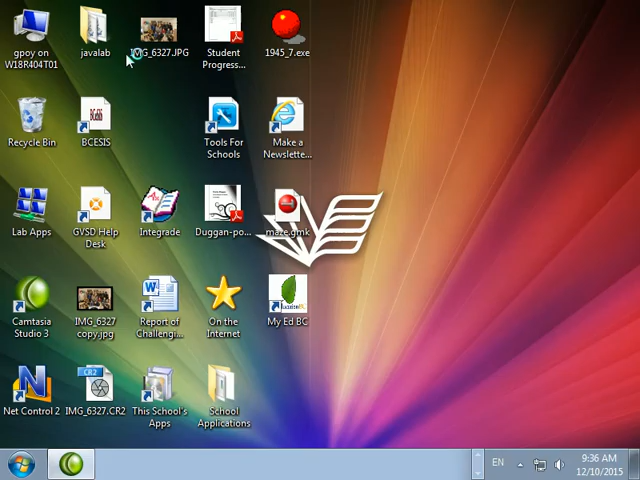 gpoy on
W18R404T01
javalab
IMG_6327.JPG
Student
Progress...
1945_7.exe
Recycle Bin
BCESIS
BCESIS
Tools For
Schools
Make a
Newslette...
Lab Apps
GVSD Help
Desk
Integrade
Duggan-po...
maze.gmk
Camtasia
Studio 3
IMG_6327
copy.jpg
Report of
Challengi...
On the
Internet
My Ed BC
CR2
Net Control 2
IMG_6327.CR2
This School's
Apps
School
Applications
EN
9:36 AM
12/10/2015